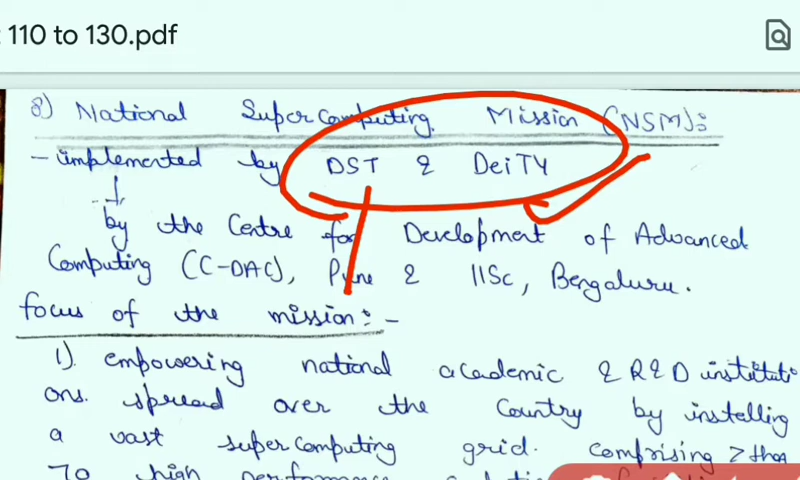 110 to 130.pdf
8) National Supercomputing Mission (NSM):
- implemented by DST & DeiTY
by the Centre for Development of Advanced
Computing (C-DAC), Pune & IISc, Bengaluru.
focus of the mission: -
1). empowering national academic & R&D instituti
ons. spread over the Country by installing
a vast supercomputing grid. comprising > than
70 high performance